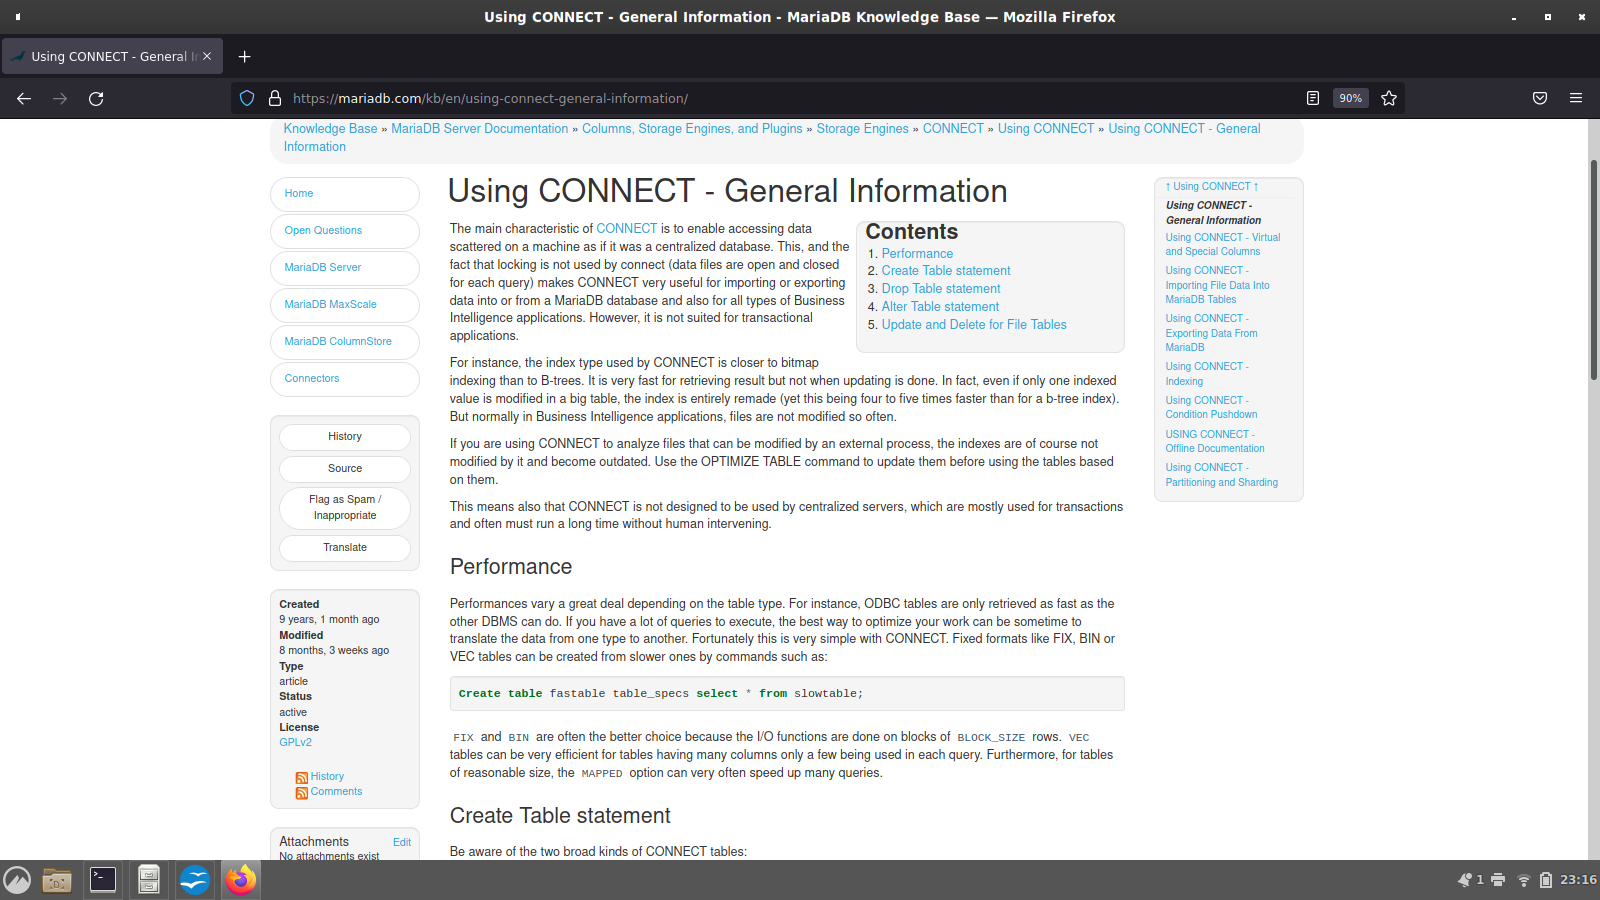 Using CONNECT - General Information - MariaDB Knowledge Base — Mozilla Firefox
Using CONNECT - General
https://mariadb.com/kb/en/using-connect-general-information/
90%
Knowledge Base » MariaDB Server Documentation » Columns, Storage Engines, and Plugins » Storage Engines » CONNECT » Using CONNECT » Using CONNECT - General
Information
Home
Open Questions
MariaDB Server
MariaDB MaxScale
MariaDB ColumnStore
Connectors
History
Source
Flag as Spam /
Inappropriate
Translate
Created
9 years, 1 month ago
Modified
8 months, 3 weeks ago
Type
article
Status
active
License
GPLv2
History
Comments
Attachments Edit
No attachments exist
Using CONNECT - General Information
The main characteristic of CONNECT is to enable accessing data
scattered on a machine as if it was a centralized database. This, and the
fact that locking is not used by connect (data files are open and closed
for each query) makes CONNECT very useful for importing or exporting
data into or from a MariaDB database and also for all types of Business
Intelligence applications. However, it is not suited for transactional
applications.
Contents
1. Performance
2. Create Table statement
3. Drop Table statement
4. Alter Table statement
5. Update and Delete for File Tables
For instance, the index type used by CONNECT is closer to bitmap
indexing than to B-trees. It is very fast for retrieving result but not when updating is done. In fact, even if only one indexed
value is modified in a big table, the index is entirely remade (yet this being four to five times faster than for a b-tree index).
But normally in Business Intelligence applications, files are not modified so often.
If you are using CONNECT to analyze files that can be modified by an external process, the indexes are of course not
modified by it and become outdated. Use the OPTIMIZE TABLE command to update them before using the tables based
on them.
This means also that CONNECT is not designed to be used by centralized servers, which are mostly used for transactions
and often must run a long time without human intervening.
Performance
Performances vary a great deal depending on the table type. For instance, ODBC tables are only retrieved as fast as the
other DBMS can do. If you have a lot of queries to execute, the best way to optimize your work can be sometime to
translate the data from one type to another. Fortunately this is very simple with CONNECT. Fixed formats like FIX, BIN or
VEC tables can be created from slower ones by commands such as:
Create table fastable table_specs select * from slowtable;
FIX and BIN are often the better choice because the I/O functions are done on blocks of BLOCK_SIZE rows. VEC
tables can be very efficient for tables having many columns only a few being used in each query. Furthermore, for tables
of reasonable size, the MAPPED option can very often speed up many queries.
Create Table statement
Be aware of the two broad kinds of CONNECT tables:
↑ Using CONNECT ↑
Using CONNECT -
General Information
Using CONNECT - Virtual
and Special Columns
Using CONNECT -
Importing File Data Into
MariaDB Tables
Using CONNECT -
Exporting Data From
MariaDB
Using CONNECT -
Indexing
Using CONNECT -
Condition Pushdown
USING CONNECT -
Offline Documentation
Using CONNECT -
Partitioning and Sharding
1
23:16